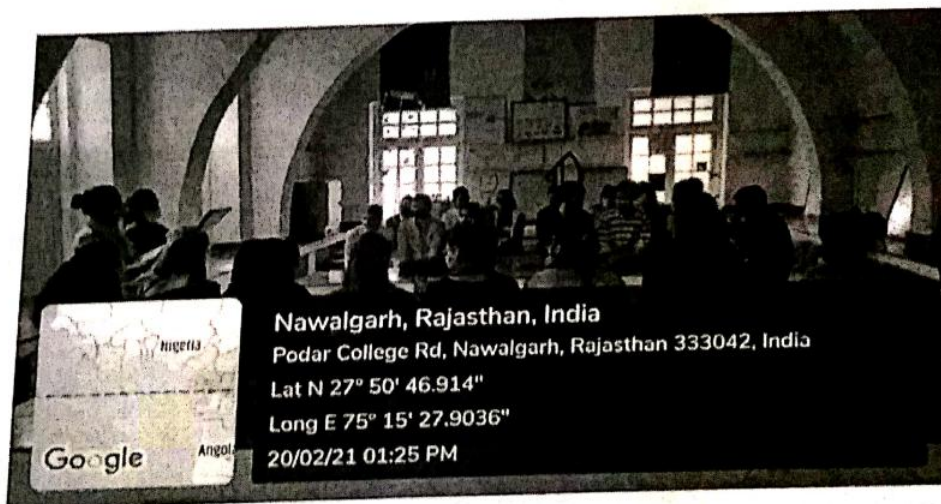 Nigeria
Google
Angola
Nawalgarh, Rajasthan, India
Podar College Rd, Nawalgarh, Rajasthan 333042, India
Lat N 27° 50' 46.914"
Long E 75° 15' 27.9036"
20/02/21 01:25 PM